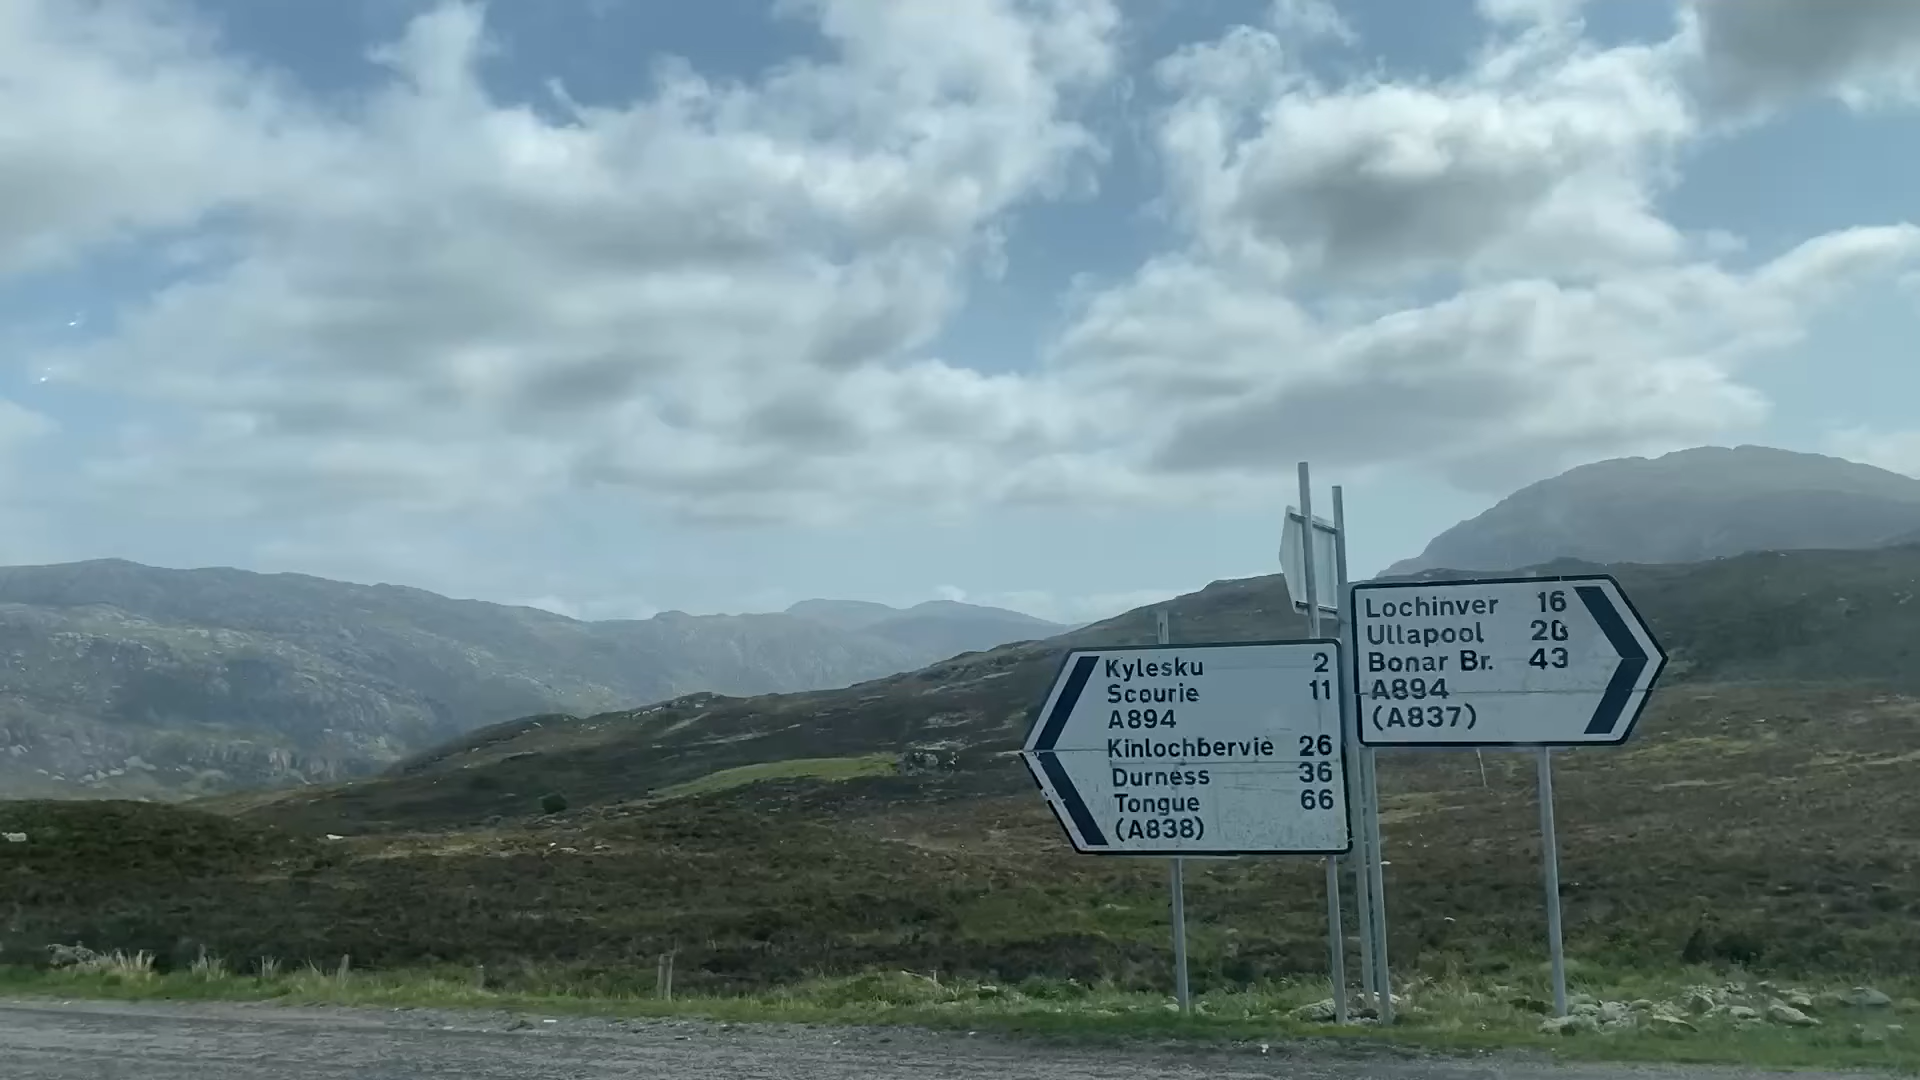 Kylesku 2
Scourie 11
A894
Kinlochbervie 26
Durness 36
Tongue 66
(A838)
Lochinver 16
Ullapool
Bonar Br. 43
A894
(A837)